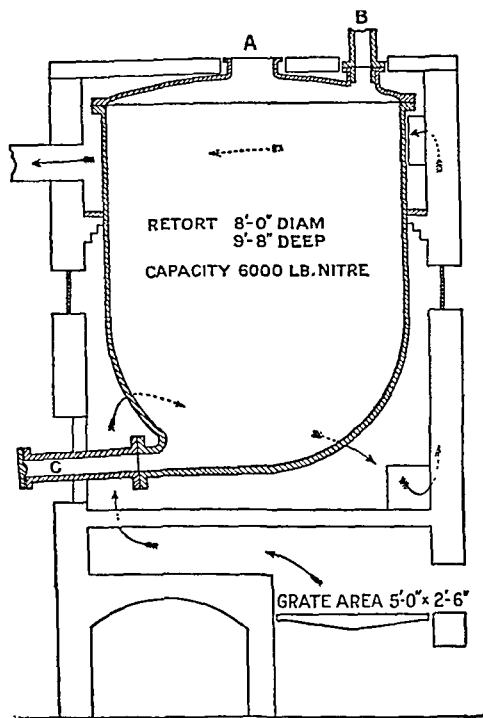 A
B
RETORT 8'-0" DIAM
9'-8" DEEP
CAPACITY 6000 LB. NITRE
C
GRATE AREA 5'-0" × 2'-6"